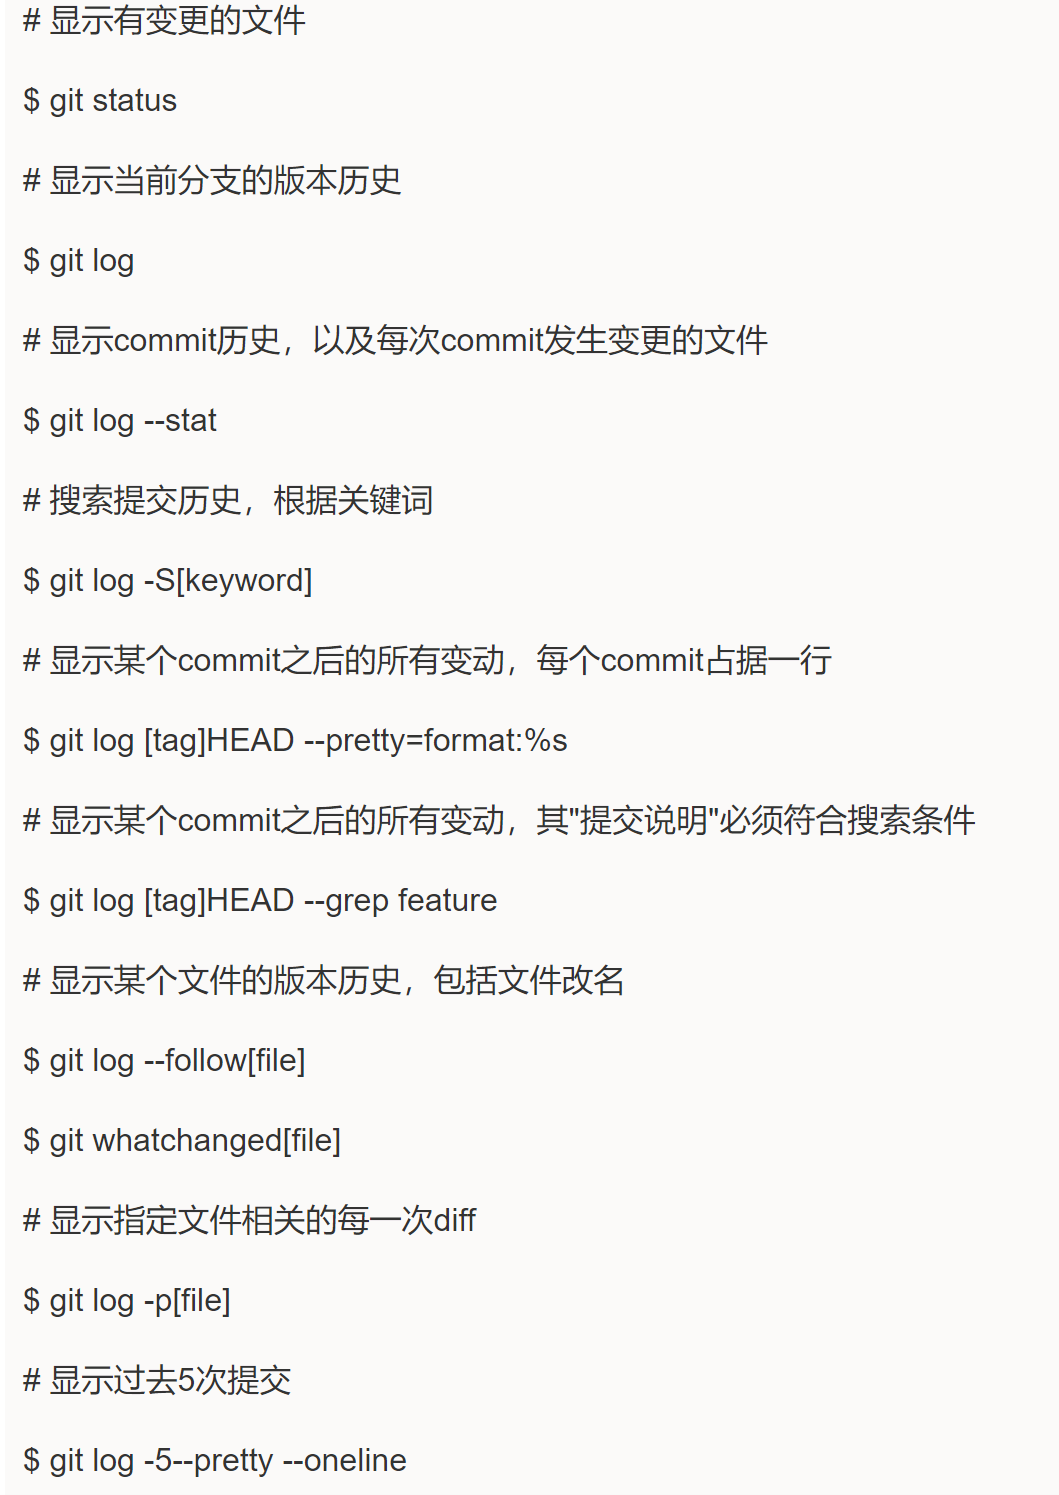 # 显示有变更的文件
$ git status
# 显示当前分支的版本历史
$ git log
# 显示commit历史，以及每次commit发生变更的文件
$ git log --stat
# 搜索提交历史，根据关键词
$ git log -S[keyword]
# 显示某个commit之后的所有变动，每个commit占据一行
$ git log [tag]HEAD --pretty=format:%s
# 显示某个commit之后的所有变动，其"提交说明"必须符合搜索条件
$ git log [tag]HEAD --grep feature
# 显示某个文件的版本历史，包括文件改名
$ git log --follow[file]
$ git whatchanged[file]
# 显示指定文件相关的每一次diff
$ git log -p[file]
# 显示过去5次提交
$ git log -5--pretty --oneline